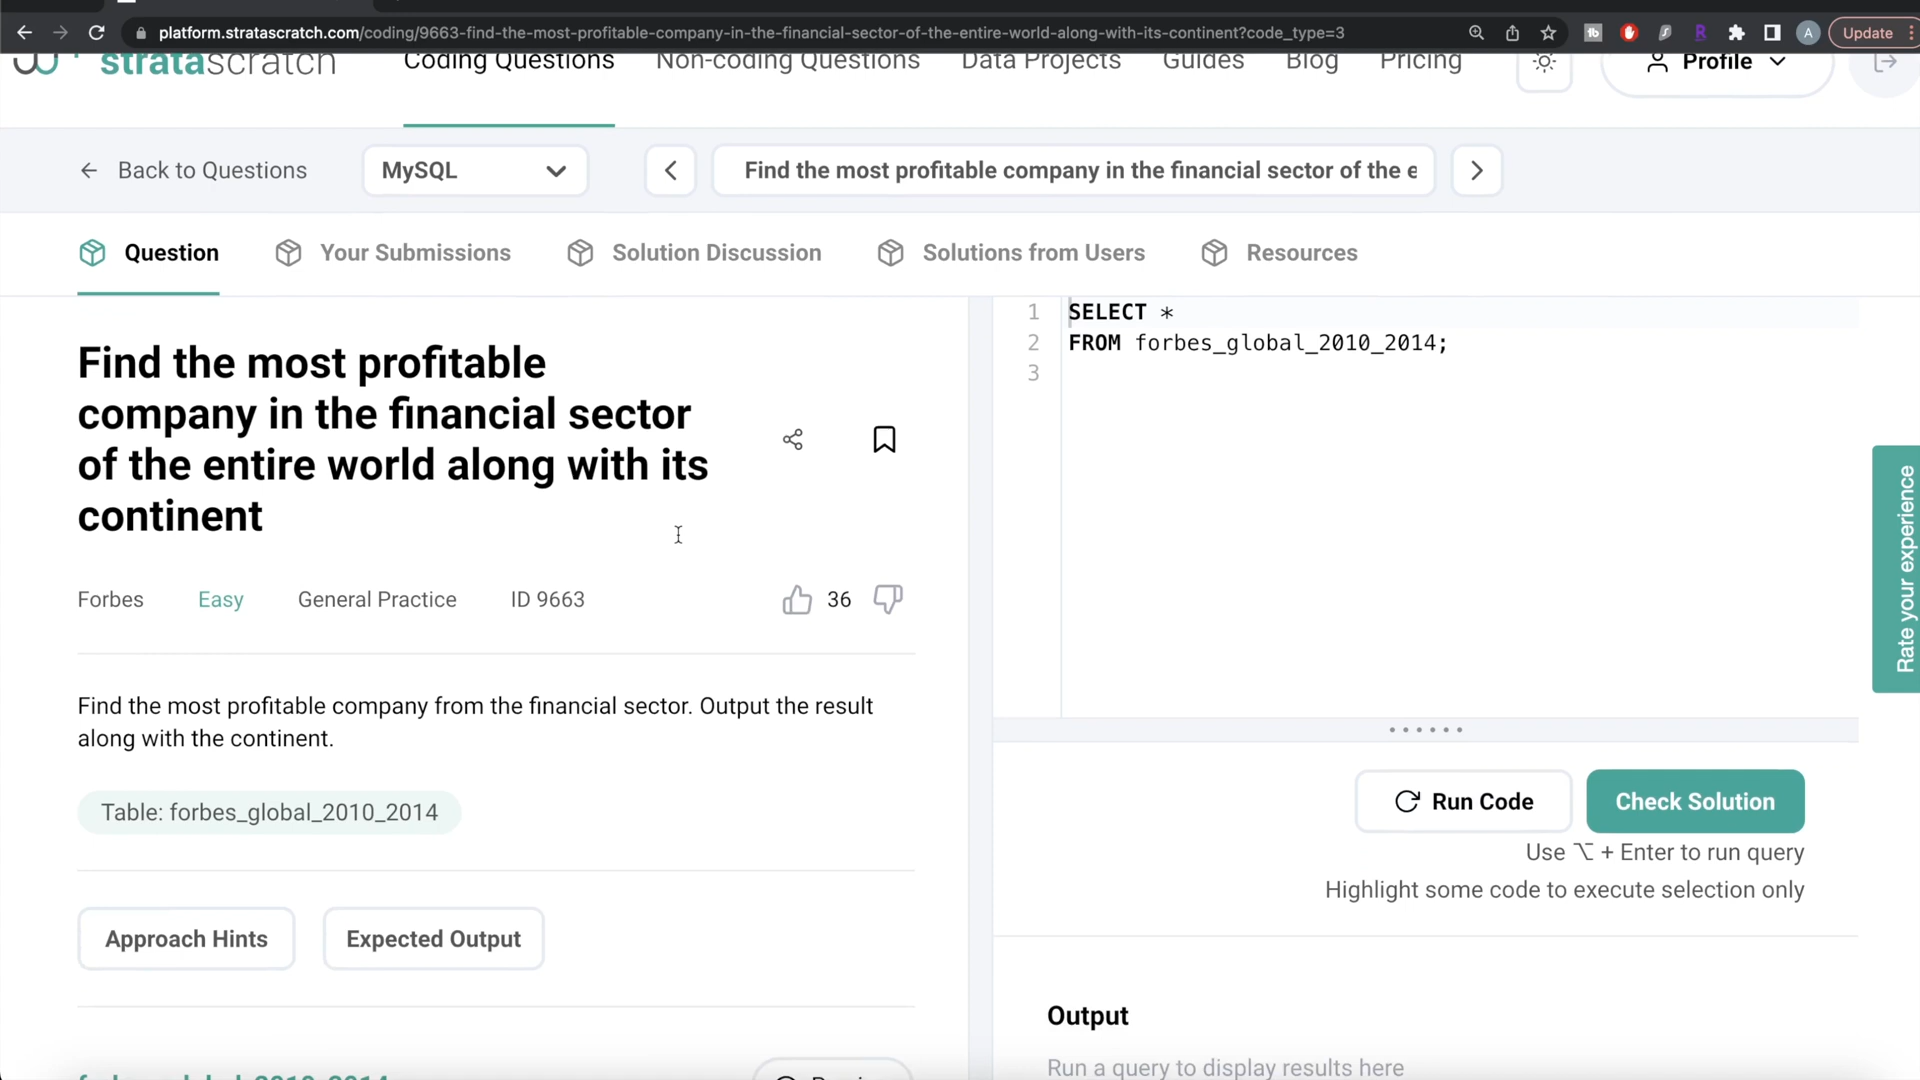 platform.stratascratch.com/coding/9663-find-the-most-profitable-company-in-the-financial-sector-of-the-entire-world-along-with-its-continent?code_type=3
A
Update
stratascratch
Coding Questions
Non-coding Questions
Data Projects
Guides
Blog
Pricing
Profile
Back to Questions
MySQL
Find the most profitable company in the financial sector of the e
Question
Your Submissions
Solution Discussion
Solutions from Users
Resources
Find the most profitable
company in the financial sector
of the entire world along with its
continent
Forbes
Easy
General Practice
ID 9663
36
Find the most profitable company from the financial sector. Output the result
along with the continent.
Table: forbes_global_2010_2014
Approach Hints
Expected Output
1 SELECT *
2 FROM forbes_global_2010_2014;
3
Rate your experience
Run Code
Check Solution
Use ⌥ + Enter to run query
Highlight some code to execute selection only
Output
Run a query to display results here